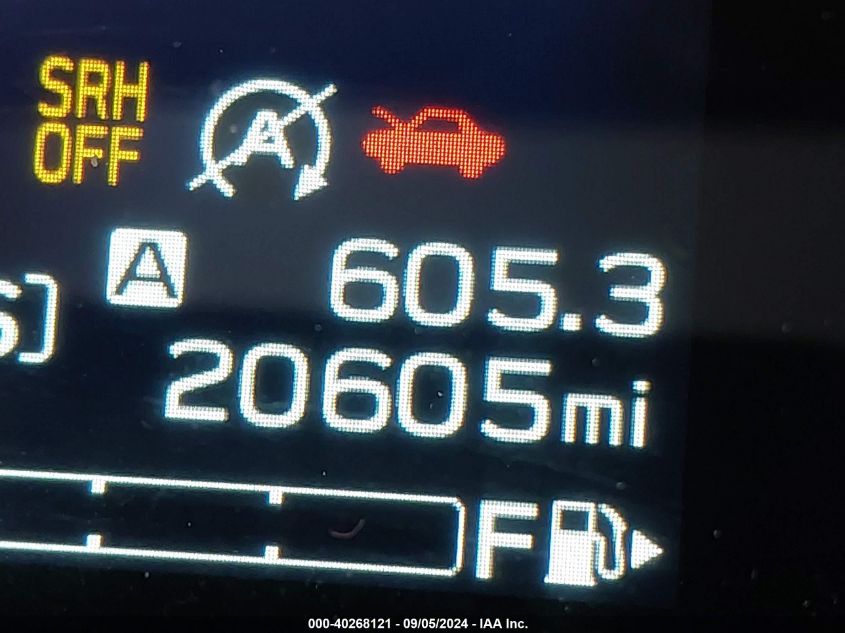 SRH
OFF
A
A 605.3
20605mi
F
000-40268121 - 09/05/2024 - IAA Inc.